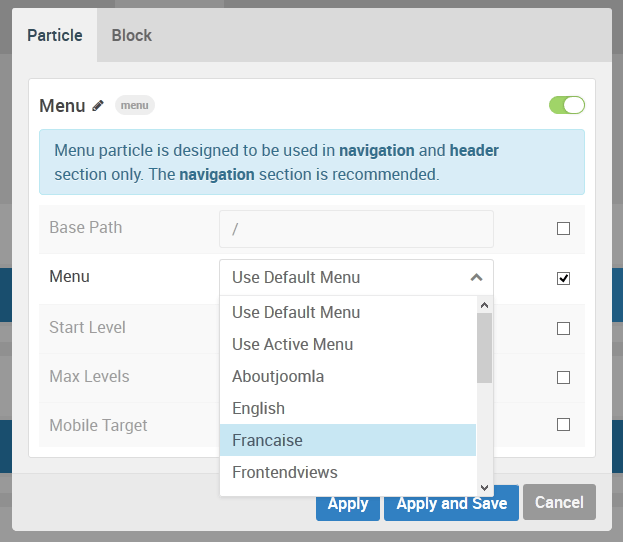 Particle Block
Menu menu
Menu particle is designed to be used in navigation and header
section only. The navigation section is recommended.
Base Path /
Menu Use Default Menu
Use Default Menu
Start Level
Use Active Menu
Max Levels Aboutjoomla
English
Mobile Target
Francaise
Frontendviews
Apply Apply and Save Cancel